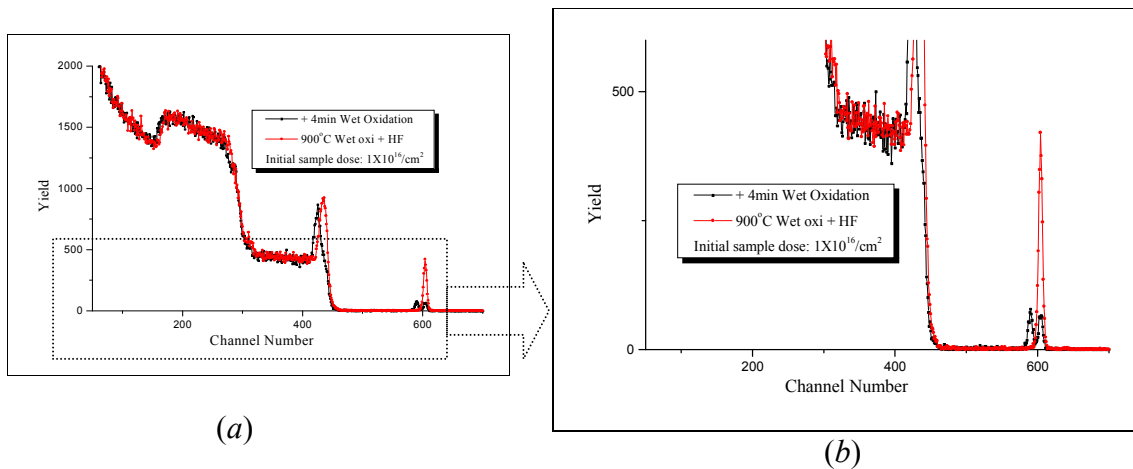 2000
1500
1000
500
0
Yield
+ 4min Wet Oxidation
900°C Wet oxi + HF
Initial sample dose: 1X10¹⁶/cm²
200
400
600
Channel Number
(a)
500
0
Yield
+ 4min Wet Oxidation
900°C Wet oxi + HF
Initial sample dose: 1X10¹⁶/cm²
200
400
600
Channel Number
(b)